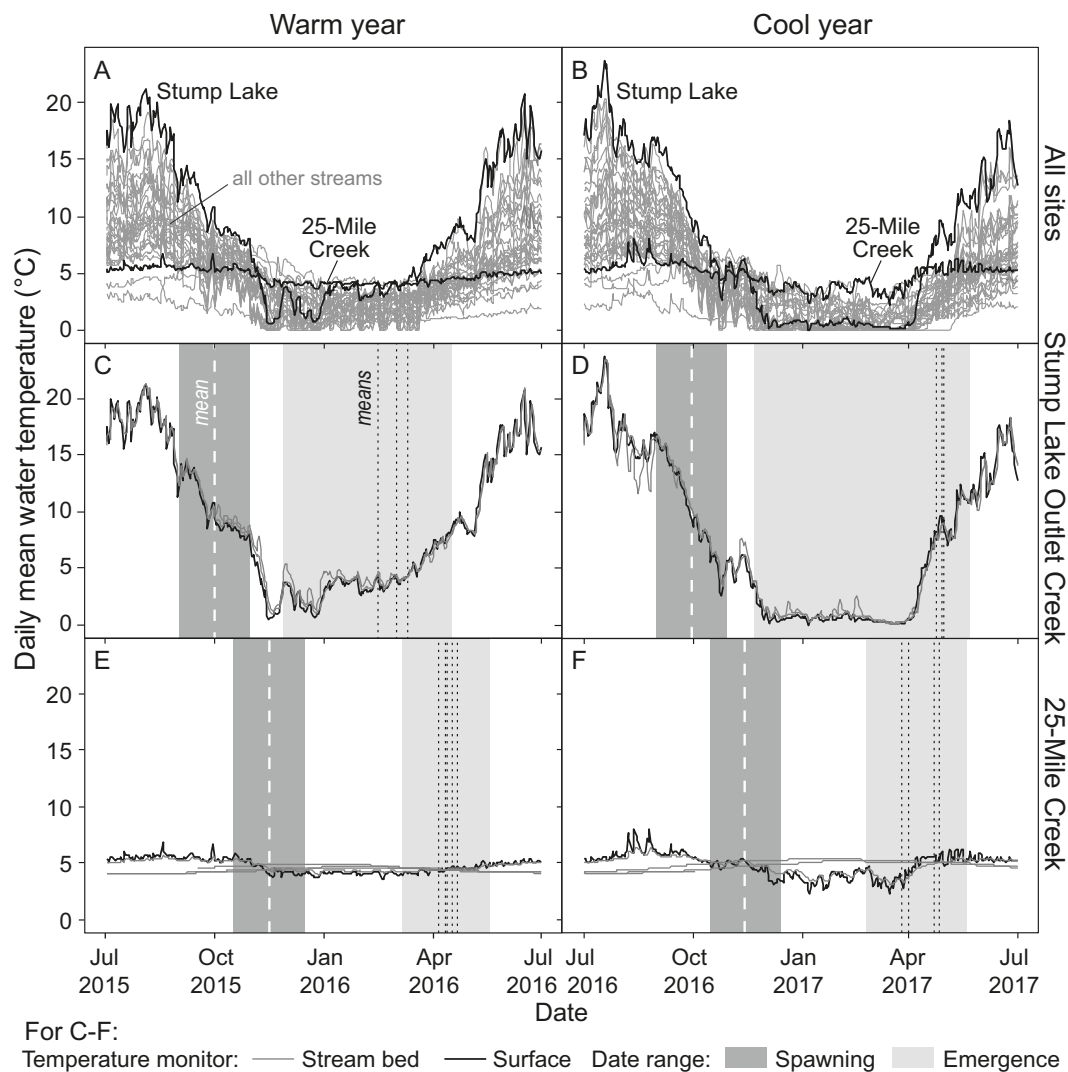 Warm year
Cool year
A
Stump Lake
all other streams
25-Mile
Creek
B
Stump Lake
25-Mile
Creek
All sites
20
15
10
5
0
C
mean
means
D
Stump Lake Outlet Creek
20
15
10
5
0
E
F
25-Mile Creek
20
15
10
5
0
Daily mean water temperature (°C)
Jul
2015
Oct
2015
Jan
2016
Apr
2016
Jul
2016
Jul
2016
Oct
2016
Jan
2017
Apr
2017
Jul
2017
Date
For C-F:
Temperature monitor: Stream bed Surface Date range: Spawning Emergence